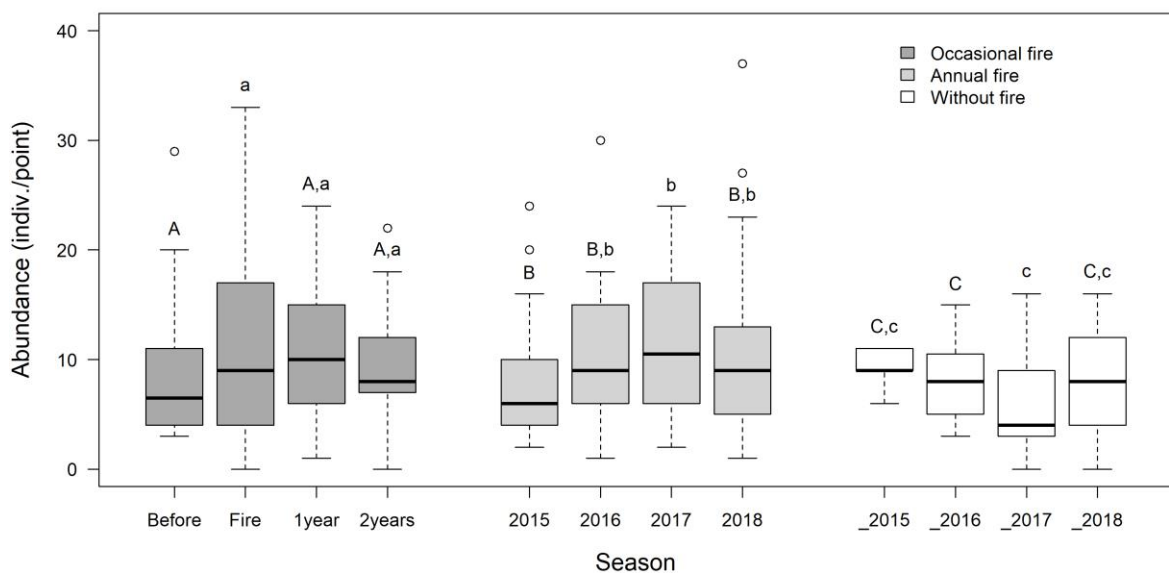 Abundance (indiv./point)
40
30
20
10
0
Occasional fire
Annual fire
Without fire
A
a
A,a
A,a
B
B,b
b
B,b
C,c
C
c
C,c
Before Fire 1year 2years 2015 2016 2017 2018 _2015 _2016 _2017 _2018
Season